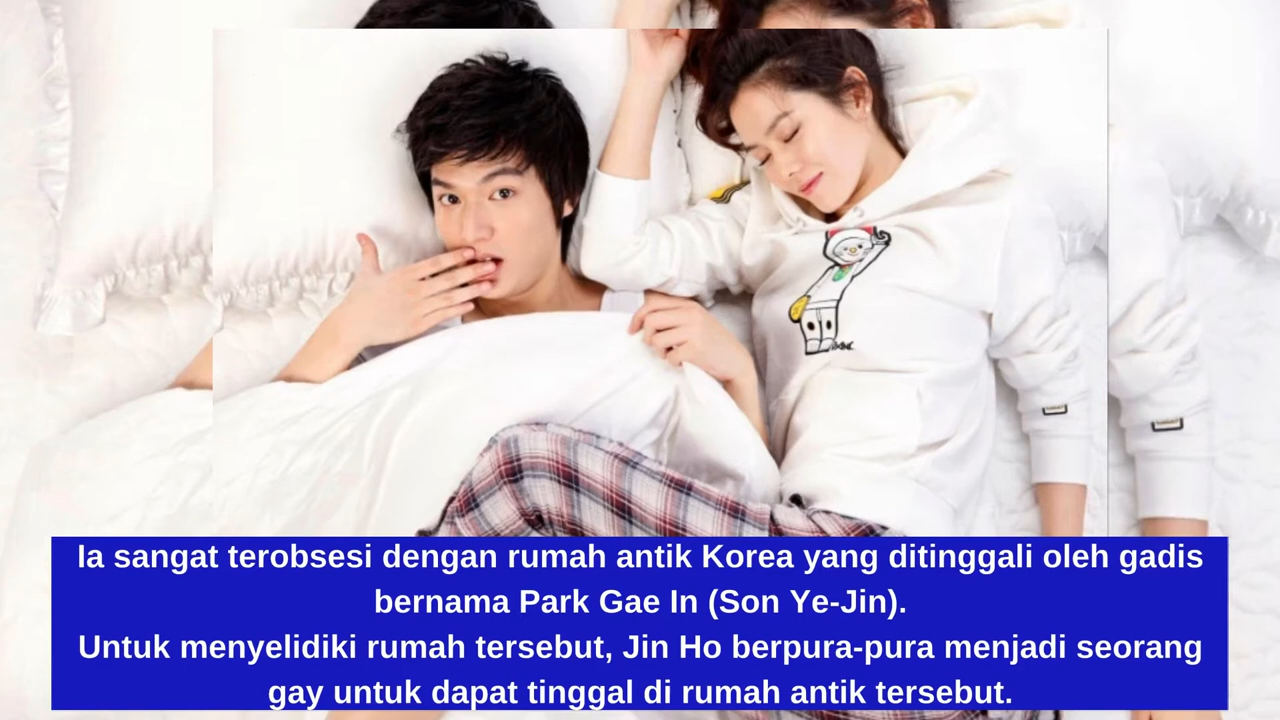 Ia sangat terobsesi dengan rumah antik Korea yang ditinggali oleh gadis
bernama Park Gae In (Son Ye-Jin).
Untuk menyelidiki rumah tersebut, Jin Ho berpura-pura menjadi seorang
gay untuk dapat tinggal di rumah antik tersebut.